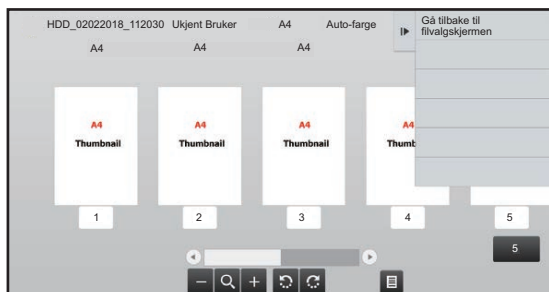 HDD_02022018_112030 Ukjent Bruker A4 Auto-farge
Gå tilbake til
filvalgskjermen
A4 A4 A4
A4 A4 A4 A4
Thumbnail Thumbnail Thumbnail Thumb
1 2 3 4 5
5